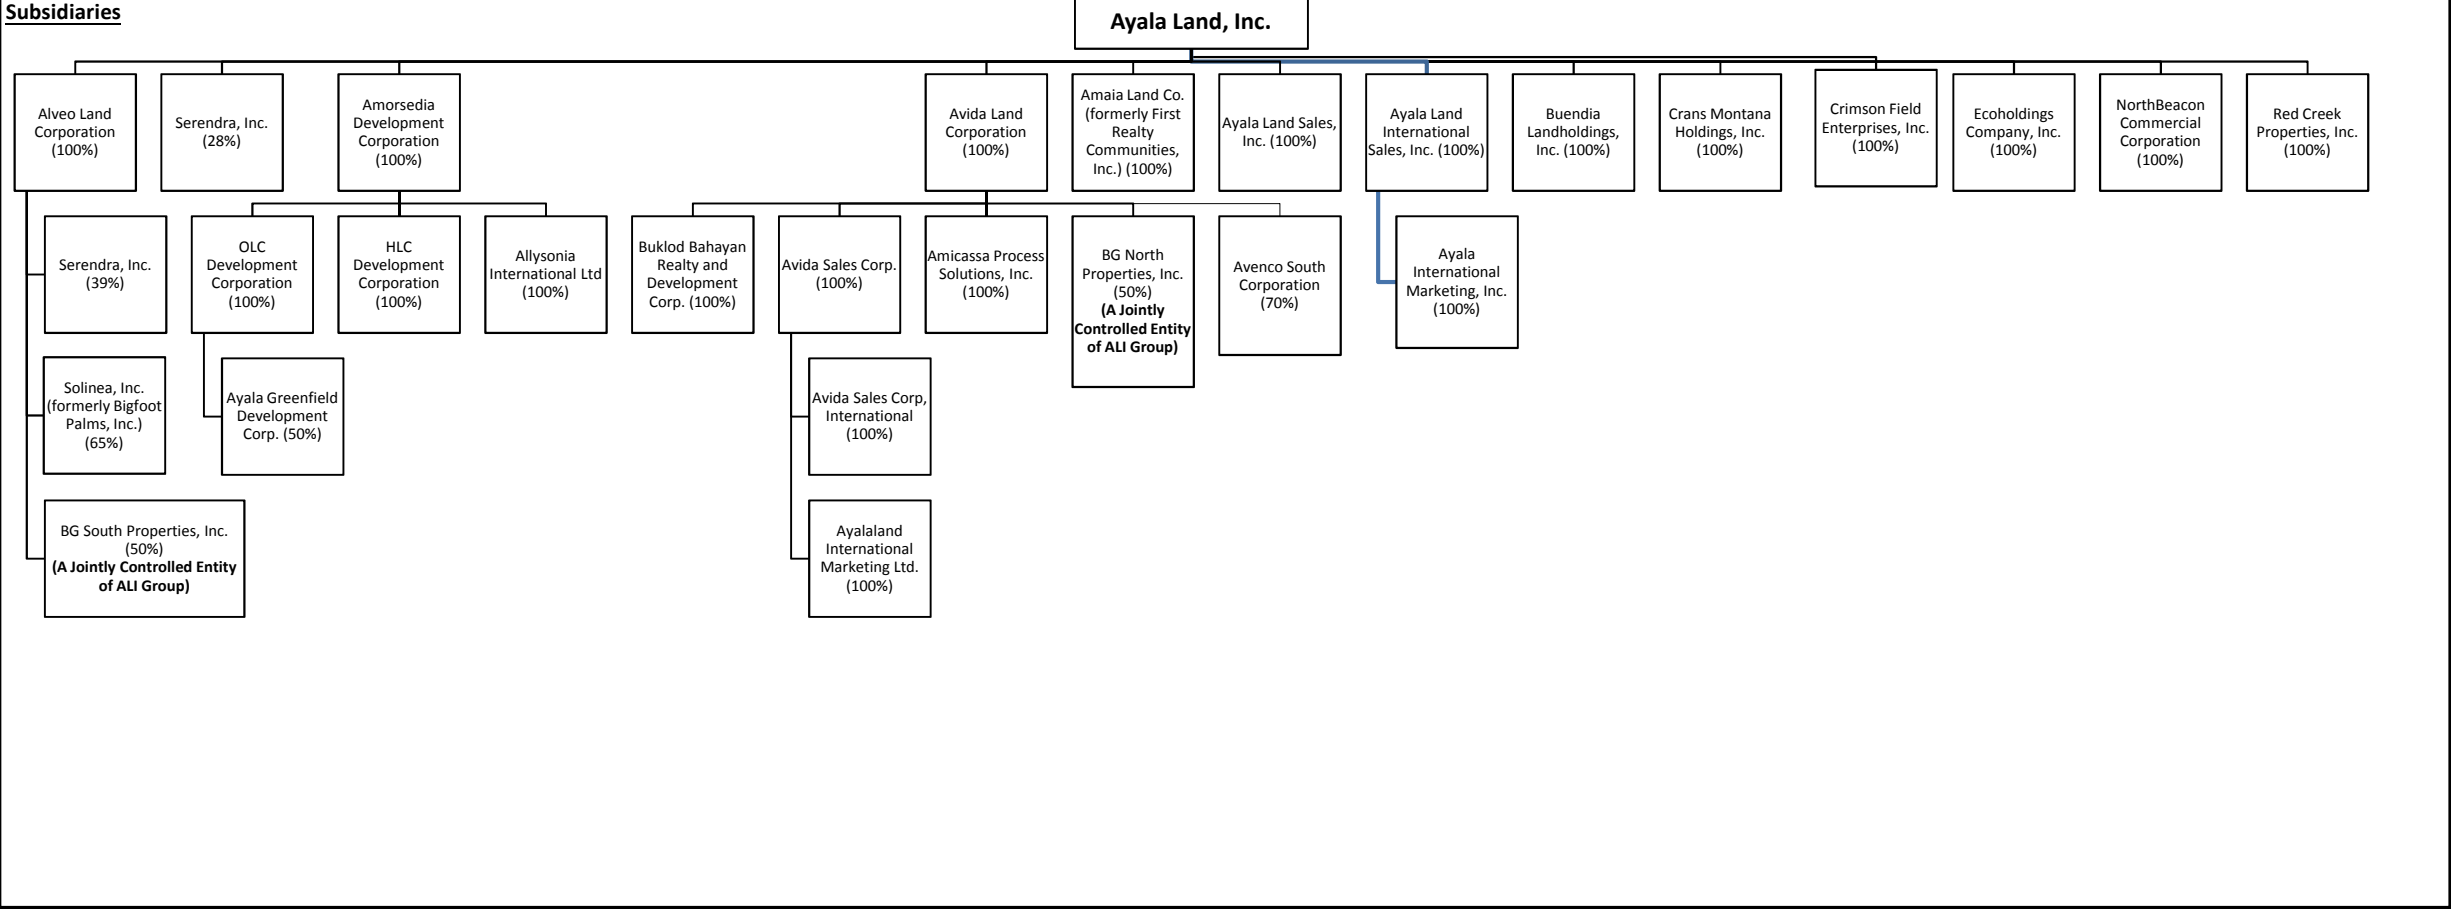 Subsidiaries
Ayala Land, Inc.
Alveo Land
Corporation
(100%)
Serendra, Inc.
(28%)
Amorsedia
Development
Corporation
(100%)
Avida Land
Corporation
(100%)
Amaia Land Co.
(formerly First
Realty
Communities,
Inc.) (100%)
Ayala Land Sales,
Inc. (100%)
Ayala Land
International
Sales, Inc. (100%)
Buendia
Landholdings,
Inc. (100%)
Crans Montana
Holdings, Inc.
(100%)
Crimson Field
Enterprises, Inc.
(100%)
Ecoholdings
Company, Inc.
(100%)
NorthBeacon
Commercial
Corporation
(100%)
Red Creek
Properties, Inc.
(100%)
Serendra, Inc.
(39%)
OLC
Development
Corporation
(100%)
HLC
Development
Corporation
(100%)
Allysonia
International Ltd
(100%)
Buklod Bahayan
Realty and
Development
Corp. (100%)
Avida Sales Corp.
(100%)
Amicassa Process
Solutions, Inc.
(100%)
BG North
Properties, Inc.
(50%)
(A Jointly
Controlled Entity
of ALI Group)
Avenco South
Corporation
(70%)
Ayala
International
Marketing, Inc.
(100%)
Solinea, Inc.
(formerly Bigfoot
Palms, Inc.)
(65%)
Ayala Greenfield
Development
Corp. (50%)
Avida Sales Corp,
International
(100%)
BG South Properties, Inc.
(50%)
(A Jointly Controlled Entity
of ALI Group)
Ayalaland
International
Marketing Ltd.
(100%)